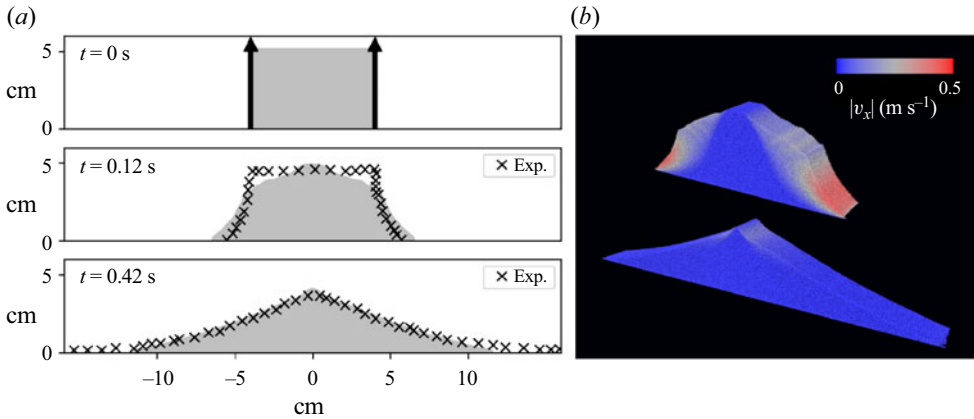 (a)
(b)
5
t = 0 s
cm
0
5
t = 0.12 s
Exp.
cm
0
5
t = 0.42 s
Exp.
cm
0
–10 –5 0 5 10
cm
0 0.5
|vₓ| (m s⁻¹)